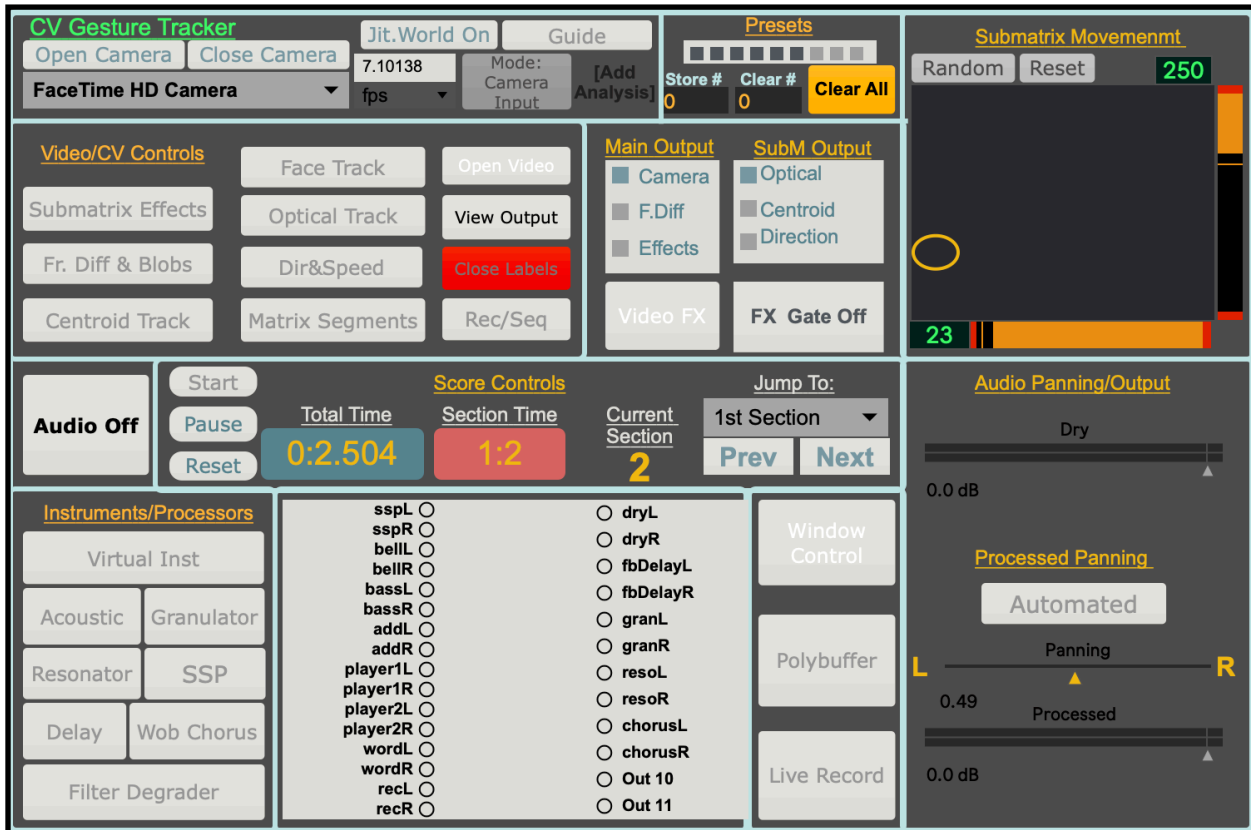 CV Gesture Tracker
Open Camera
Close Camera
FaceTime HD Camera
Jit.World On
Guide
7.10138
fps
Mode:
Camera
Input
[Add
Analysis]
Presets
Store #
Clear #
0
0
Clear All
Submatrix Movemenmt
Random
Reset
250
23
Video/CV Controls
Submatrix Effects
Fr. Diff & Blobs
Centroid Track
Face Track
Optical Track
Dir&Speed
Matrix Segments
Open Video
View Output
Close Labels
Rec/Seq
Main Output
Camera
F.Diff
Effects
Video FX
SubM Output
Optical
Centroid
Direction
FX Gate Off
Audio Off
Start
Pause
Reset
Score Controls
Total Time
0:2.504
Section Time
1:2
Current
Section
2
Jump To:
1st Section
Prev
Next
Audio Panning/Output
Dry
0.0 dB
Processed Panning
Automated
Panning
L
R
0.49
Processed
0.0 dB
Instruments/Processors
Virtual Inst
Acoustic
Granulator
Resonator
SSP
Delay
Wob Chorus
Filter Degrader
sspL
sspR
bellL
bellR
bassL
bassR
addL
addR
player1L
player1R
player2L
player2R
wordL
wordR
recL
recR
dryL
dryR
fbDelayL
fbDelayR
granL
granR
resoL
resoR
chorusL
chorusR
Out 10
Out 11
Window
Control
Polybuffer
Live Record